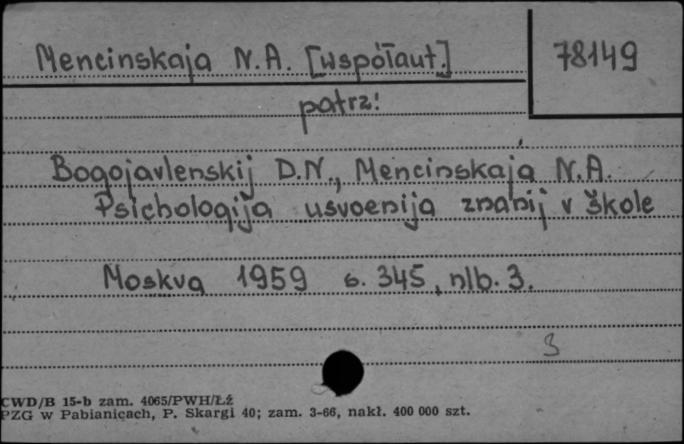 Mencinskaja N.A. [współaut.]
78149
patrz:
Bogojavlenskij D.N., Mencinskaja N.A.
Psichologija usvoenija znanij v škole
Moskva 1959 s. 345, nlb. 3.
3
CWD/B 15-b zam. 4065/PWH/ŁŹ
PZG w Pabianicach, P. Skargi 40; zam. 3-66, nakł. 400 000 szt.